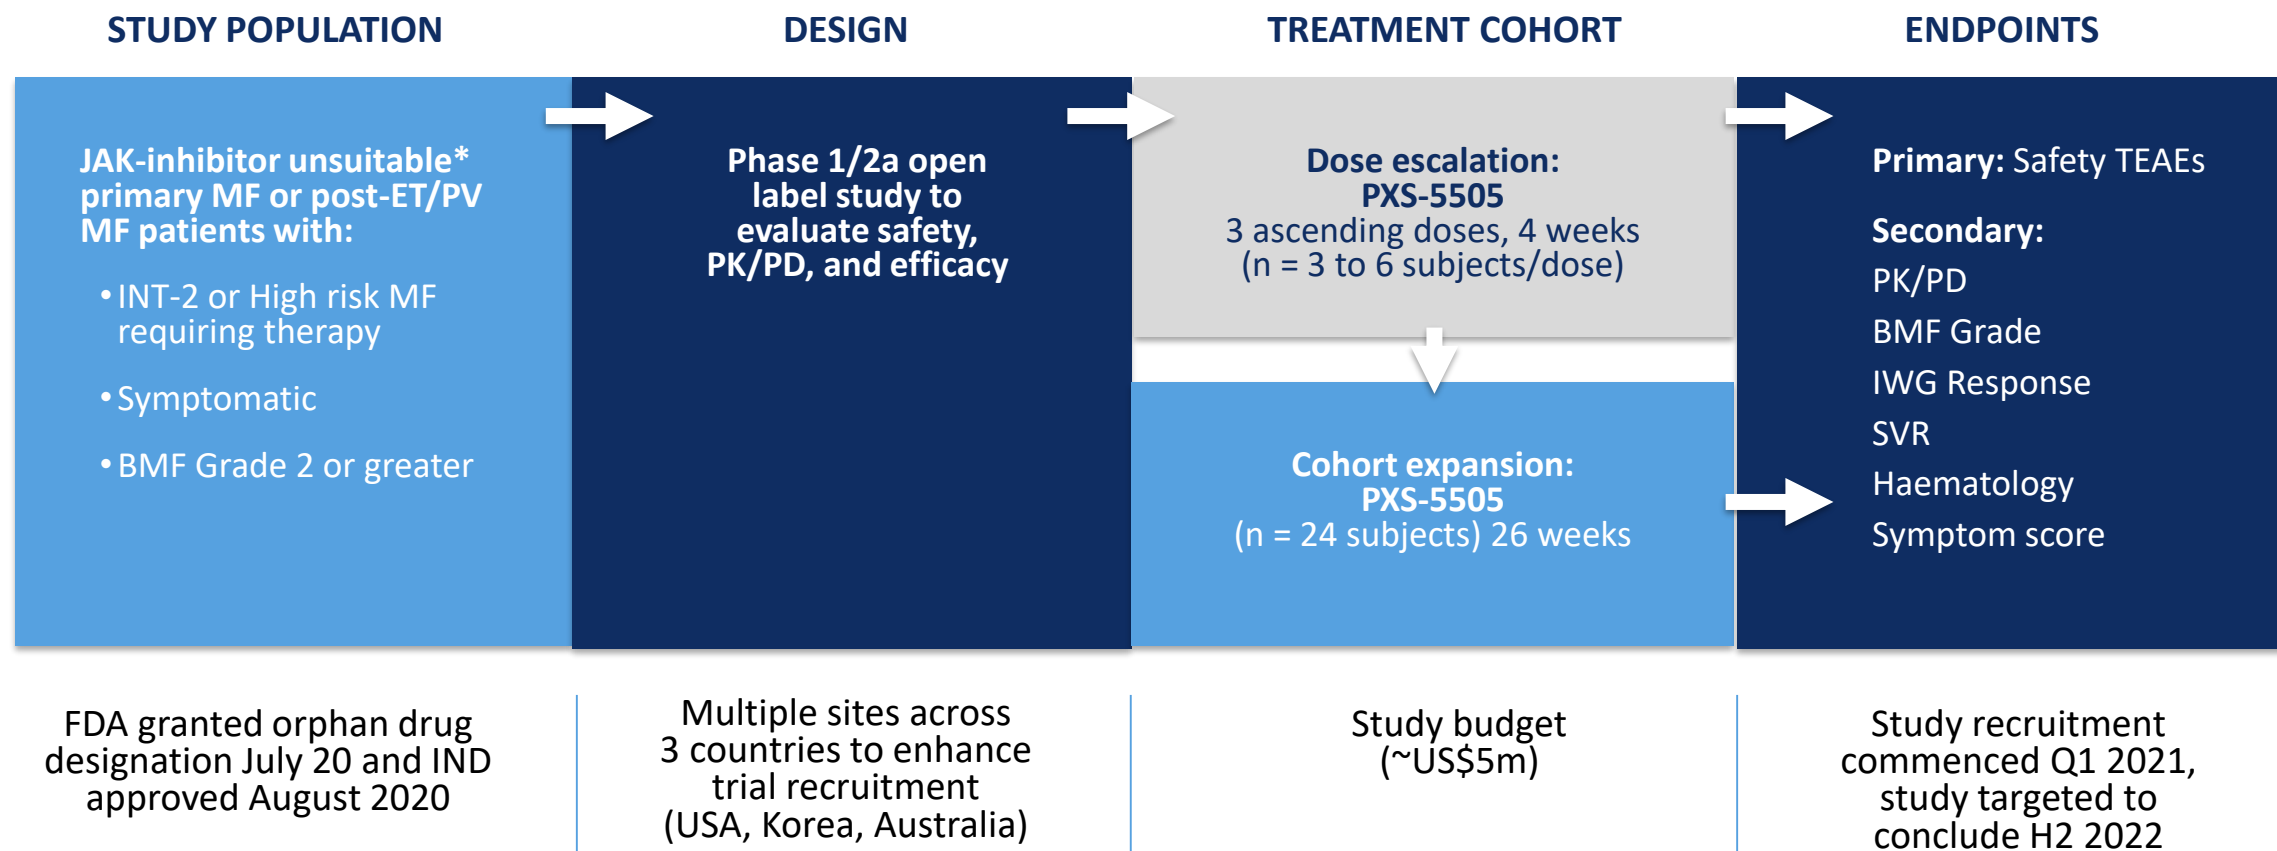 STUDY POPULATION
JAK-inhibitor unsuitable*
primary MF or post-ET/PV
MF patients with:
• INT-2 or High risk MF
requiring therapy
• Symptomatic
• BMF Grade 2 or greater
FDA granted orphan drug
designation July 20 and IND
approved August 2020
DESIGN
Phase 1/2a open
label study to
evaluate safety,
PK/PD, and efficacy
Multiple sites across
3 countries to enhance
trial recruitment
(USA, Korea, Australia)
TREATMENT COHORT
Dose escalation:
PXS-5505
3 ascending doses, 4 weeks
(n = 3 to 6 subjects/dose)
Cohort expansion:
PXS-5505
(n = 24 subjects) 26 weeks
Study budget
(~US$5m)
ENDPOINTS
Primary: Safety TEAEs
Secondary:
PK/PD
BMF Grade
IWG Response
SVR
Haematology
Symptom score
Study recruitment
commenced Q1 2021,
study targeted to
conclude H2 2022